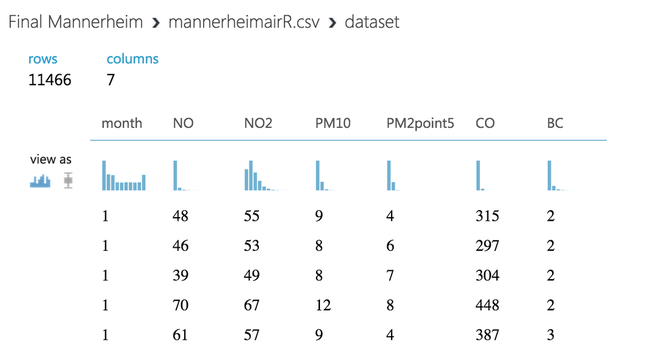 Final Mannerheim › mannerheimairR.csv › dataset
rows columns
11466 7
month NO NO2 PM10 PM2point5 CO BC
view as
1 48 55 9 4 315 2
1 46 53 8 6 297 2
1 39 49 8 7 304 2
1 70 67 12 8 448 2
1 61 57 9 4 387 3